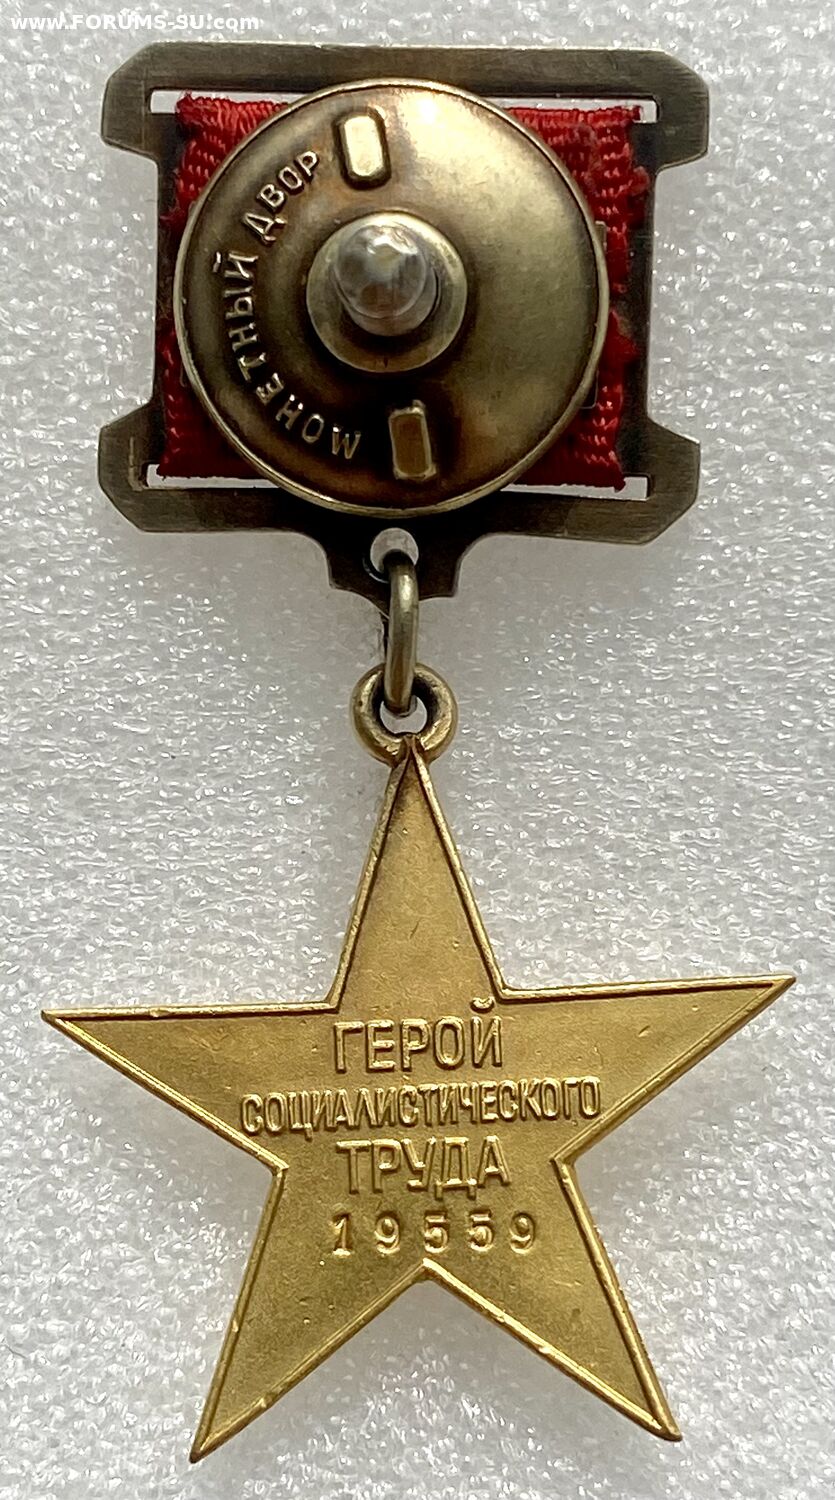 www.FORUMS-SU.com
МОНЕТНЫЙ ДВОР
ГЕРОЙ
СОЦИАЛИСТИЧЕСКОГО
ТРУДА
19559